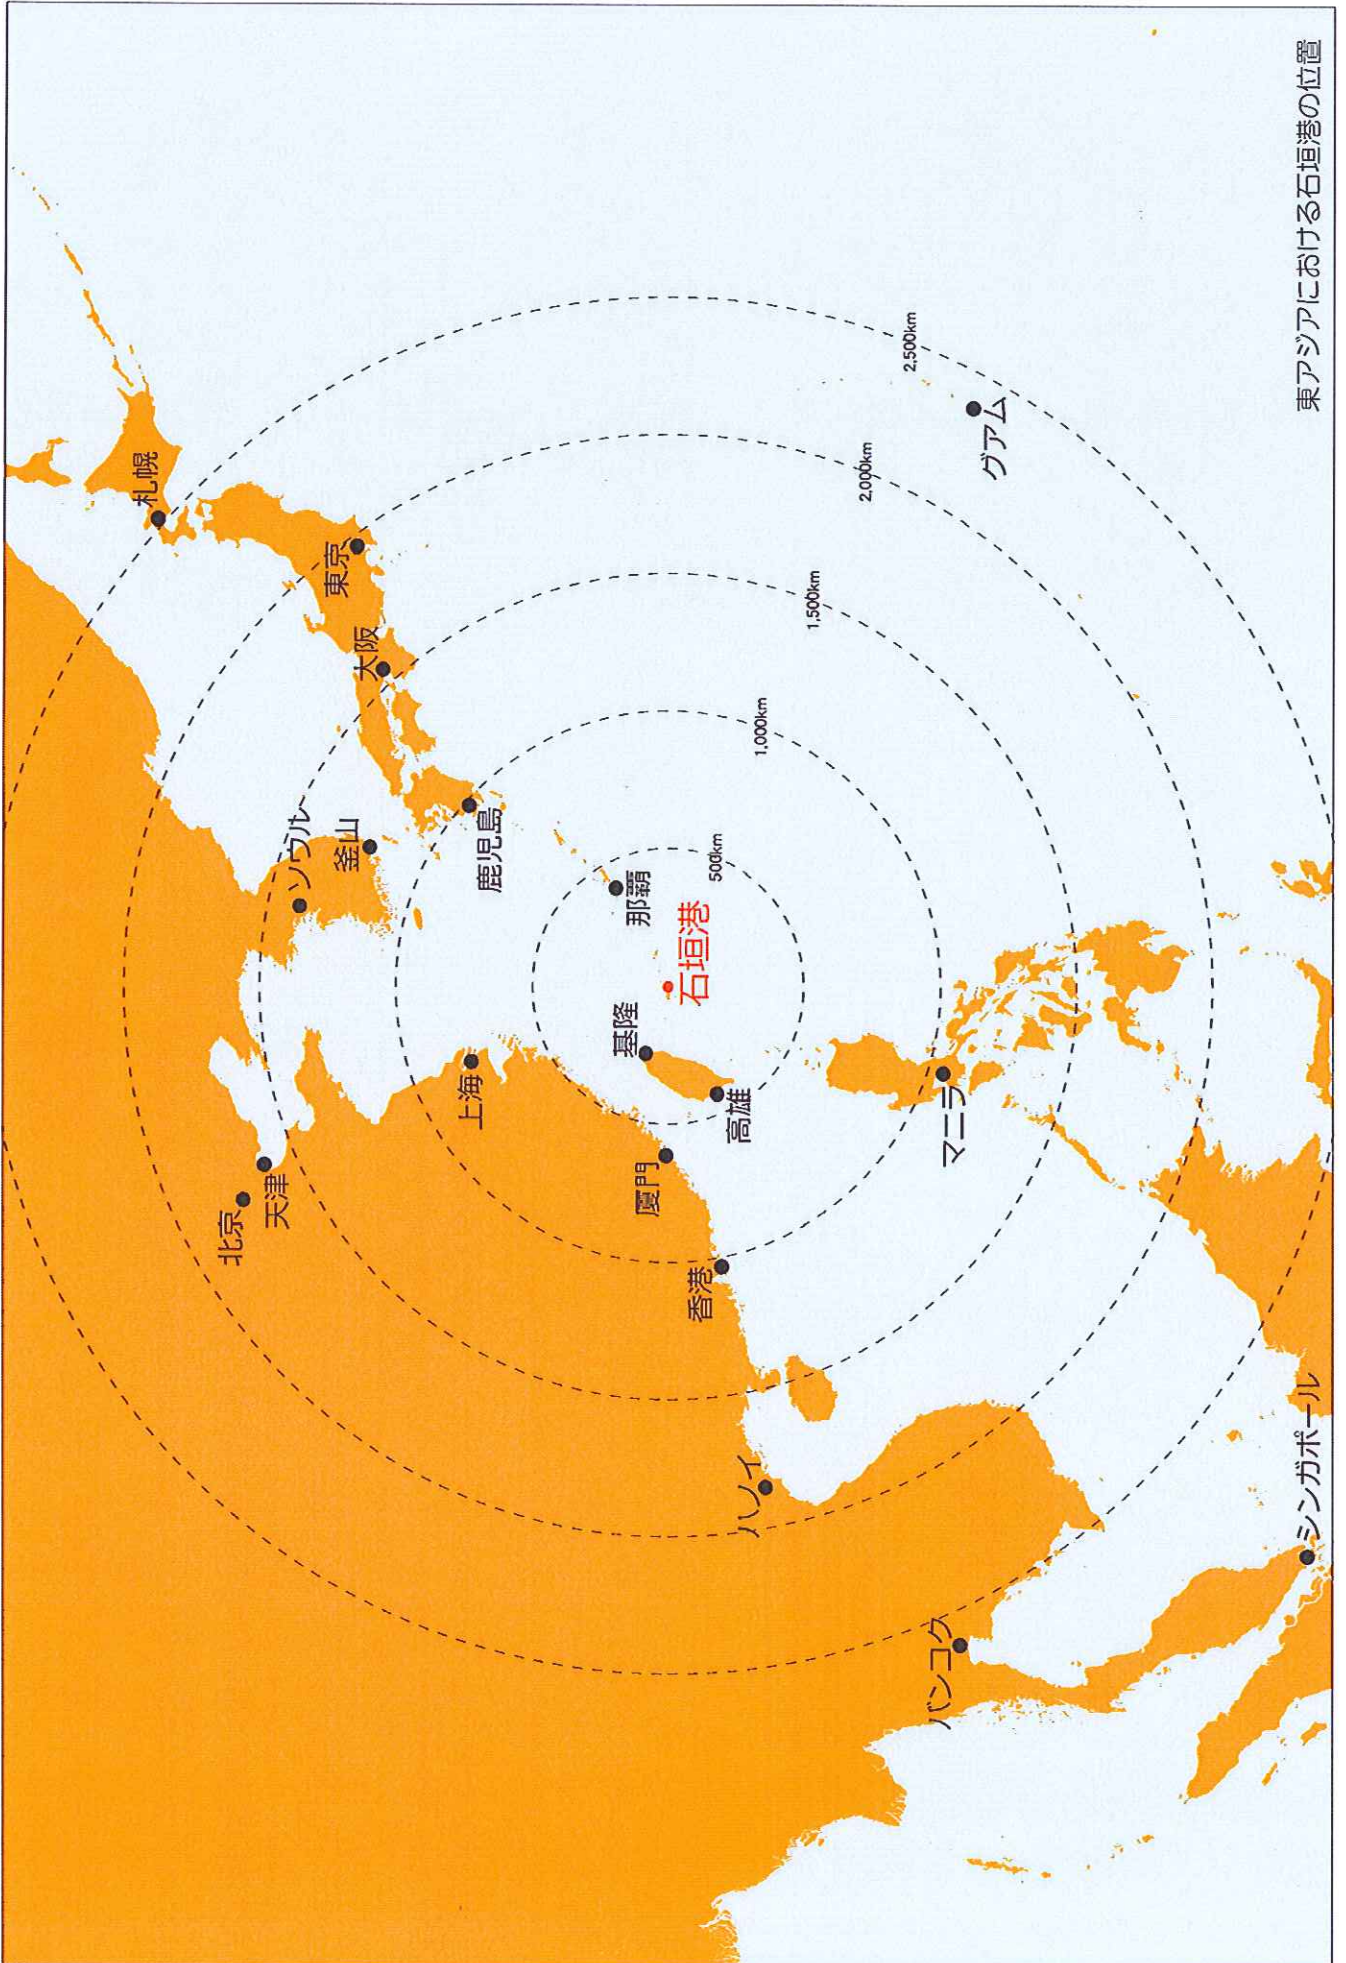 東アジアにおける石垣港の位置
札幌
東京
大阪
ソウル
釜山
鹿児島
北京
天津
上海
那覇
石垣港
基隆
高雄
厦門
香港
ハノイ
マニラ
グアム
バンコク
シンガポール
500km
1,000km
1,500km
2,000km
2,500km